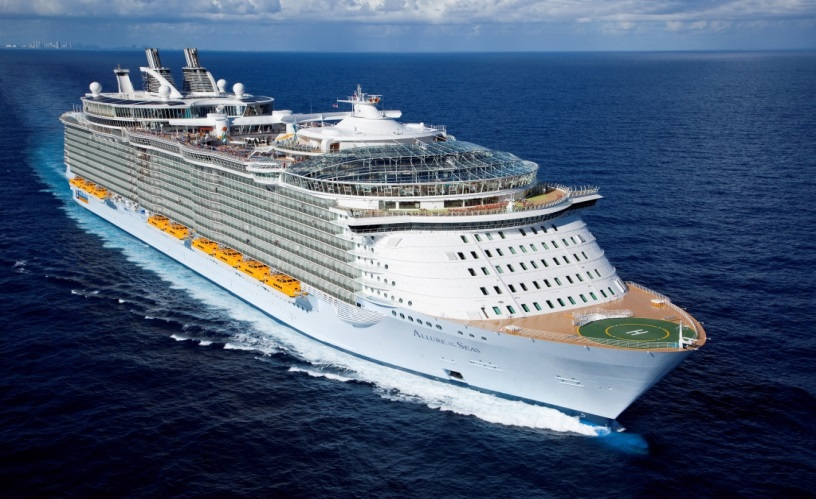 ALLURE OF THE SEAS
H